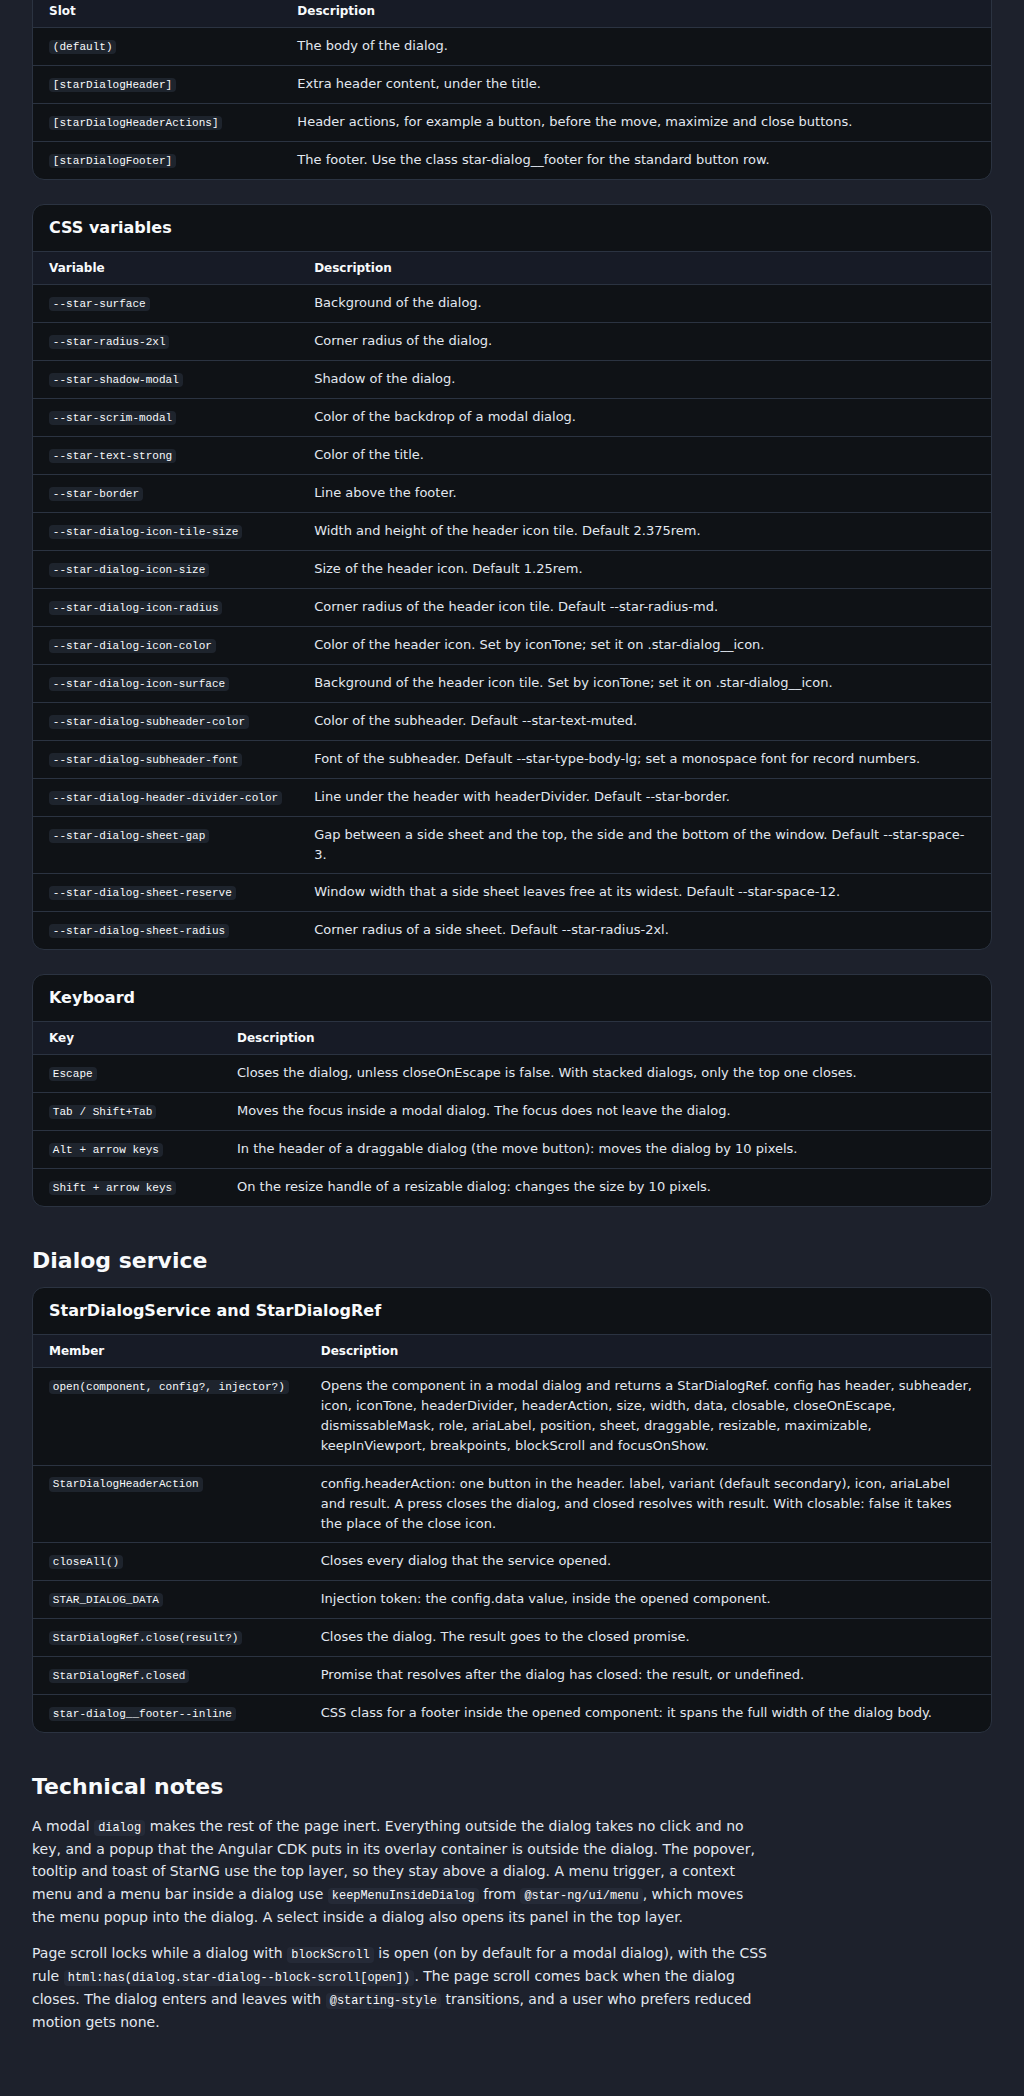 Slot Description
(default) The body of the dialog.
[starDialogHeader] Extra header content, under the title.
[starDialogHeaderActions] Header actions, for example a button, before the move, maximize and close buttons.
[starDialogFooter] The footer. Use the class star-dialog__footer for the standard button row.
CSS variables
Variable Description
--star-surface Background of the dialog.
--star-radius-2xl Corner radius of the dialog.
--star-shadow-modal Shadow of the dialog.
--star-scrim-modal Color of the backdrop of a modal dialog.
--star-text-strong Color of the title.
--star-border Line above the footer.
--star-dialog-icon-tile-size Width and height of the header icon tile. Default 2.375rem.
--star-dialog-icon-size Size of the header icon. Default 1.25rem.
--star-dialog-icon-radius Corner radius of the header icon tile. Default --star-radius-md.
--star-dialog-icon-color Color of the header icon. Set by iconTone; set it on .star-dialog__icon.
--star-dialog-icon-surface Background of the header icon tile. Set by iconTone; set it on .star-dialog__icon.
--star-dialog-subheader-color Color of the subheader. Default --star-text-muted.
--star-dialog-subheader-font Font of the subheader. Default --star-type-body-lg; set a monospace font for record numbers.
--star-dialog-header-divider-color Line under the header with headerDivider. Default --star-border.
--star-dialog-sheet-gap Gap between a side sheet and the top, the side and the bottom of the window. Default --star-space-
3.
--star-dialog-sheet-reserve Window width that a side sheet leaves free at its widest. Default --star-space-12.
--star-dialog-sheet-radius Corner radius of a side sheet. Default --star-radius-2xl.
Keyboard
Key Description
Escape Closes the dialog, unless closeOnEscape is false. With stacked dialogs, only the top one closes.
Tab / Shift+Tab Moves the focus inside a modal dialog. The focus does not leave the dialog.
Alt + arrow keys In the header of a draggable dialog (the move button): moves the dialog by 10 pixels.
Shift + arrow keys On the resize handle of a resizable dialog: changes the size by 10 pixels.
Dialog service
StarDialogService and StarDialogRef
Member Description
open(component, config?, injector?) Opens the component in a modal dialog and returns a StarDialogRef. config has header, subheader,
icon, iconTone, headerDivider, headerAction, size, width, data, closable, closeOnEscape,
dismissableMask, role, ariaLabel, position, sheet, draggable, resizable, maximizable,
keepInViewport, breakpoints, blockScroll and focusOnShow.
StarDialogHeaderAction config.headerAction: one button in the header. label, variant (default secondary), icon, ariaLabel
and result. A press closes the dialog, and closed resolves with result. With closable: false it takes
the place of the close icon.
closeAll() Closes every dialog that the service opened.
STAR_DIALOG_DATA Injection token: the config.data value, inside the opened component.
StarDialogRef.close(result?) Closes the dialog. The result goes to the closed promise.
StarDialogRef.closed Promise that resolves after the dialog has closed: the result, or undefined.
star-dialog__footer--inline CSS class for a footer inside the opened component: it spans the full width of the dialog body.
Technical notes
A modal dialog makes the rest of the page inert. Everything outside the dialog takes no click and no
key, and a popup that the Angular CDK puts in its overlay container is outside the dialog. The popover,
tooltip and toast of StarNG use the top layer, so they stay above a dialog. A menu trigger, a context
menu and a menu bar inside a dialog use keepMenuInsideDialog from @star-ng/ui/menu, which moves
the menu popup into the dialog. A select inside a dialog also opens its panel in the top layer.
Page scroll locks while a dialog with blockScroll is open (on by default for a modal dialog), with the CSS
rule html:has(dialog.star-dialog--block-scroll[open]). The page scroll comes back when the dialog
closes. The dialog enters and leaves with @starting-style transitions, and a user who prefers reduced
motion gets none.